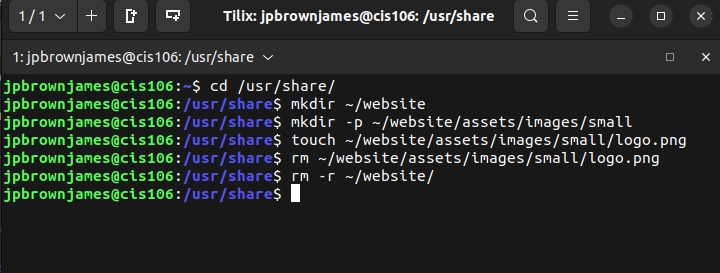 1 / 1
Tilix: jpbrownjames@cis106: /usr/share
1: jpbrownjames@cis106: /usr/share
jpbrownjames@cis106:~$ cd /usr/share/
jpbrownjames@cis106:/usr/share$ mkdir ~/website
jpbrownjames@cis106:/usr/share$ mkdir -p ~/website/assets/images/small
jpbrownjames@cis106:/usr/share$ touch ~/website/assets/images/small/logo.png
jpbrownjames@cis106:/usr/share$ rm ~/website/assets/images/small/logo.png
jpbrownjames@cis106:/usr/share$ rm -r ~/website/
jpbrownjames@cis106:/usr/share$